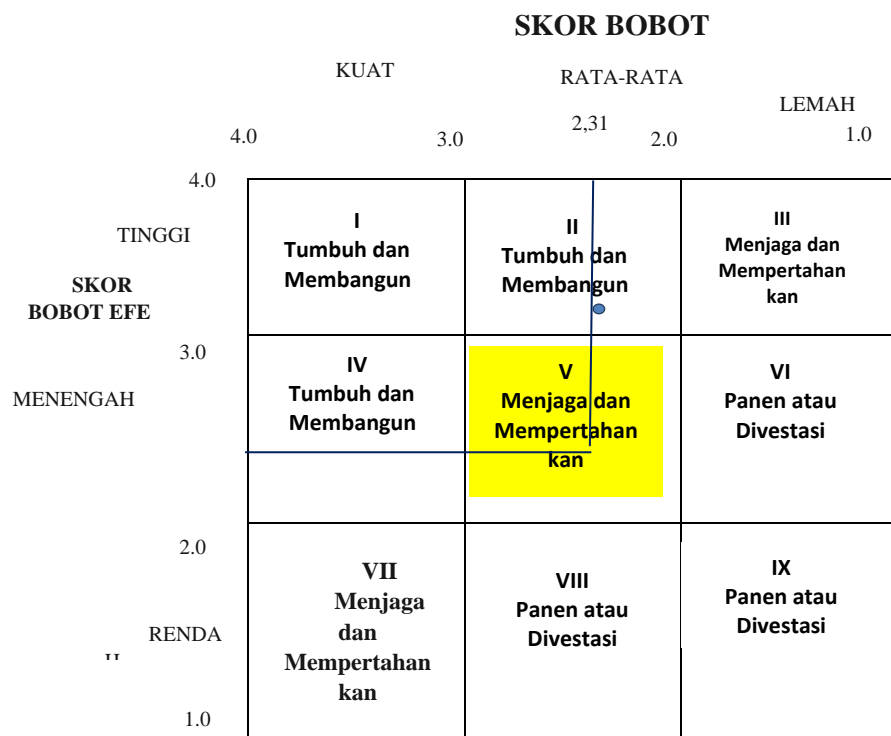 SKOR BOBOT
KUAT
RATA-RATA
LEMAH
4.0
3.0
2,31
2.0
1.0
4.0
TINGGI
SKOR
BOBOT EFE
I
Tumbuh dan
Membangun
II
Tumbuh dan
Membangun
III
Menjaga dan
Mempertahan
kan
3.0
MENENGAH
IV
Tumbuh dan
Membangun
V
Menjaga dan
Mempertahan
kan
VI
Panen atau
Divestasi
2.0
RENDA
VII
Menjaga
dan
Mempertahan
kan
VIII
Panen atau
Divestasi
IX
Panen atau
Divestasi
1.0